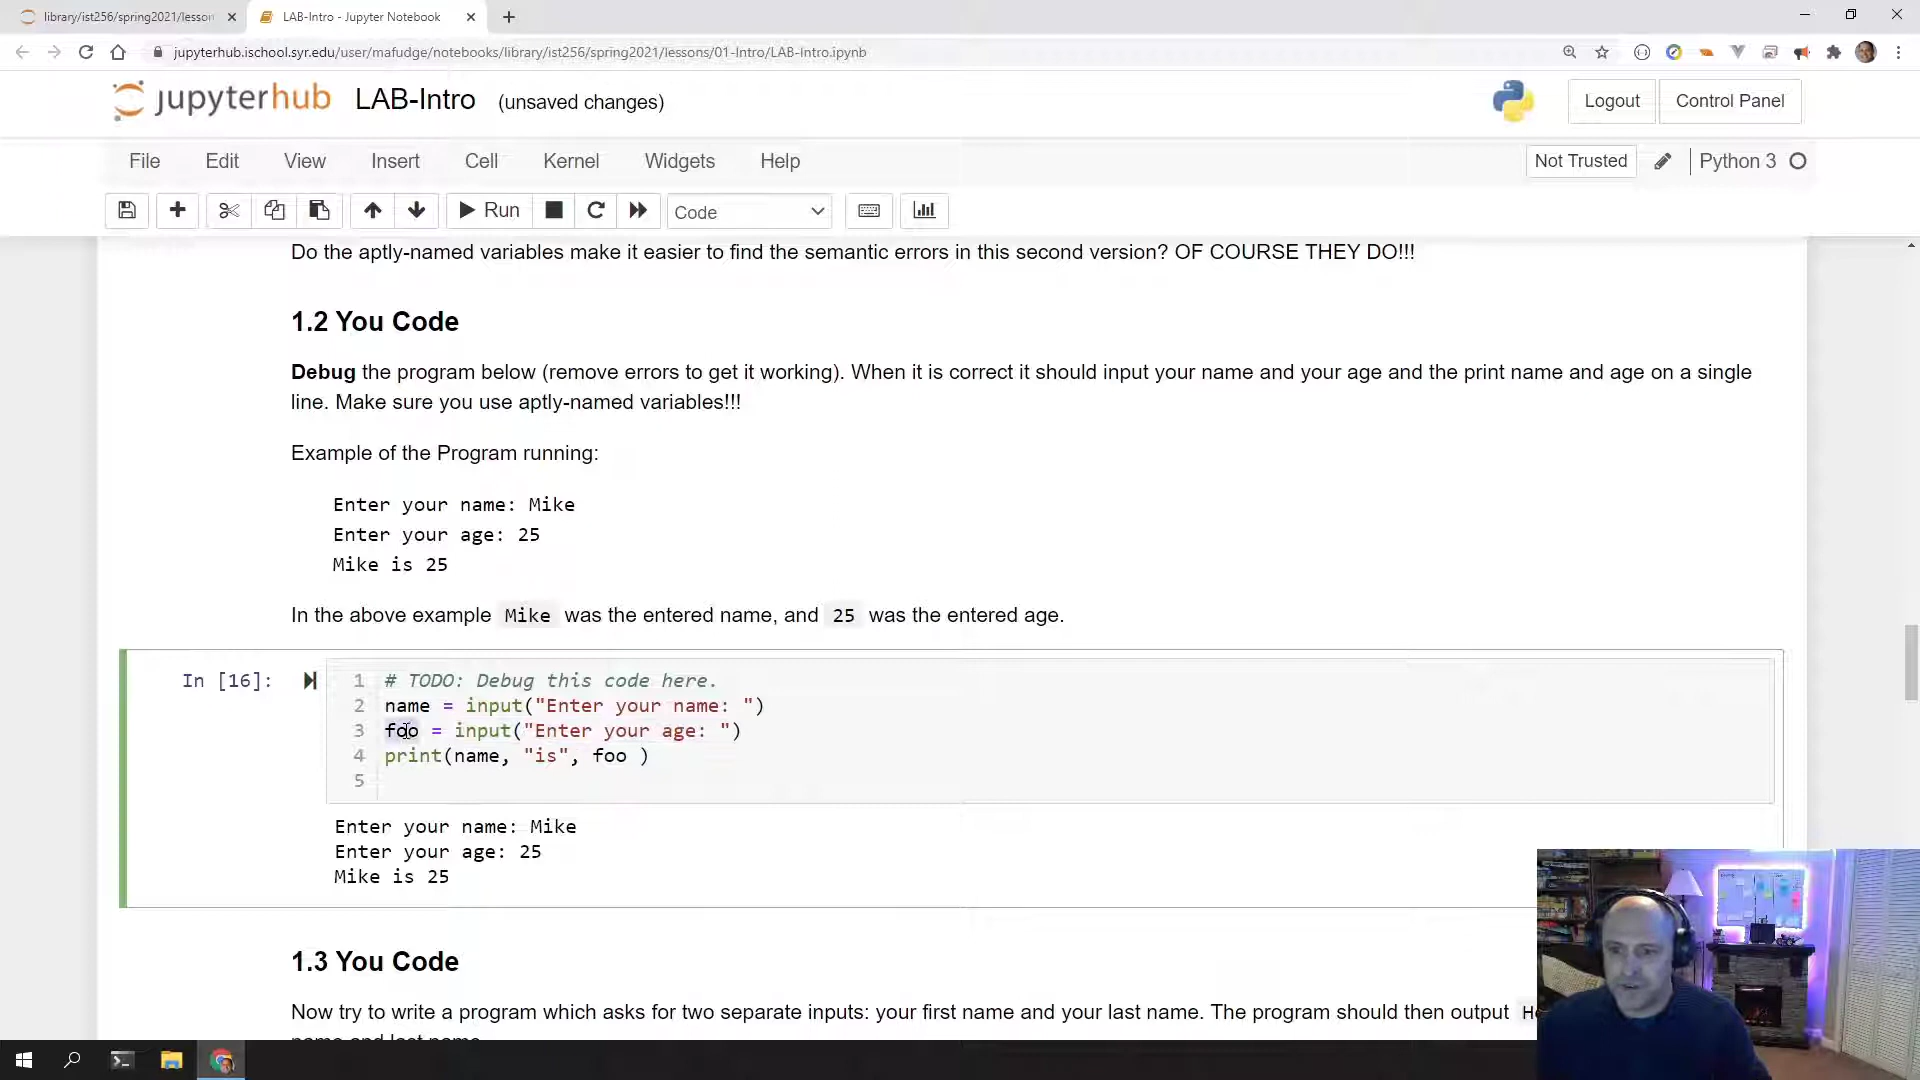 library/ist256/spring2021/lesson
LAB-Intro - Jupyter Notebook
jupyterhub.ischool.syr.edu/user/mafudge/notebooks/library/ist256/spring2021/lessons/01-Intro/LAB-Intro.ipynb
jupyterhub LAB-Intro (unsaved changes) Logout Control Panel
File Edit View Insert Cell Kernel Widgets Help Not Trusted Python 3
Run Code
Do the aptly-named variables make it easier to find the semantic errors in this second version? OF COURSE THEY DO!!!
1.2 You Code
Debug the program below (remove errors to get it working). When it is correct it should input your name and your age and the print name and age on a single
line. Make sure you use aptly-named variables!!!
Example of the Program running:
Enter your name: Mike
Enter your age: 25
Mike is 25
In the above example Mike was the entered name, and 25 was the entered age.
In [16]:
1 # TODO: Debug this code here.
2 name = input("Enter your name: ")
3 foo = input("Enter your age: ")
4 print(name, "is", foo )
5
Enter your name: Mike
Enter your age: 25
Mike is 25
1.3 You Code
Now try to write a program which asks for two separate inputs: your first name and your last name. The program should then output
name and last name